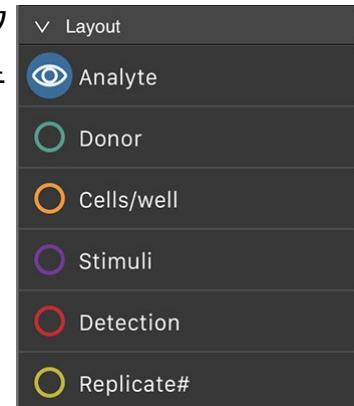 Layout
Analyte
Donor
Cells/well
Stimuli
Detection
Replicate#